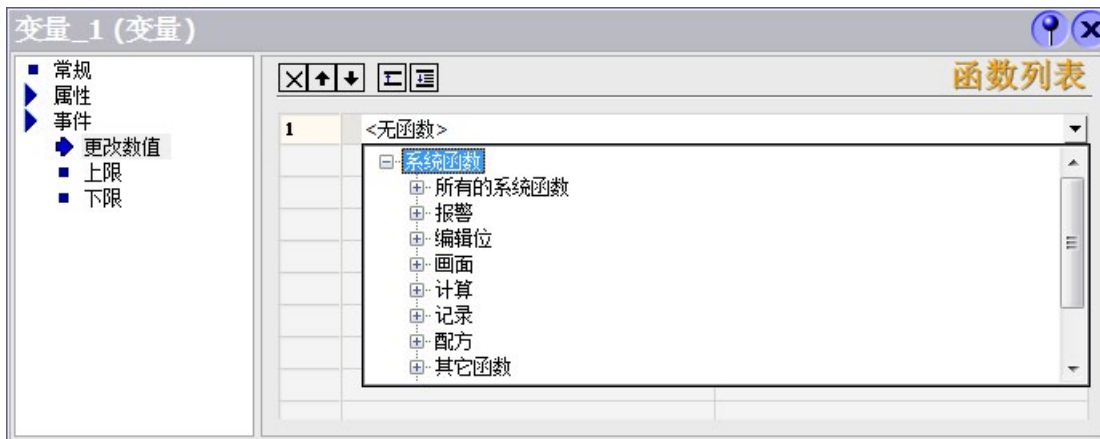 变量_1 (变量)
常规
属性
事件
更改数值
上限
下限
函数列表
1 <无函数>
系统函数
所有的系统函数
报警
编辑位
画面
计算
记录
配方
其它函数